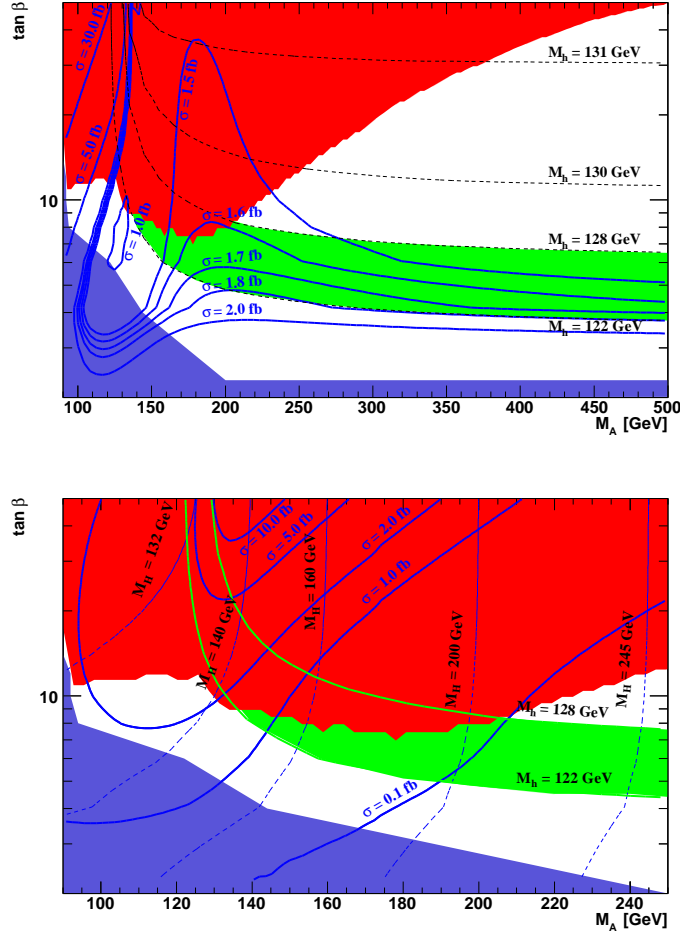 tan β
σ = 30.0 fb
σ = 5.0 fb
σ = 1.0 fb
σ = 1.5 fb
σ = 1.6 fb
σ = 1.7 fb
σ = 1.8 fb
σ = 2.0 fb
M_h = 131 GeV
M_h = 130 GeV
M_h = 128 GeV
M_h = 122 GeV
10
100 150 200 250 300 350 400 450 500
M_A [GeV]
tan β
M_H = 132 GeV
σ = 10.0 fb
σ = 5.0 fb
M_H = 160 GeV
σ = 2.0 fb
σ = 1.0 fb
M_H = 140 GeV
M_H = 200 GeV
M_H = 245 GeV
M_h = 128 GeV
M_h = 122 GeV
σ = 0.1 fb
10
100 120 140 160 180 200 220 240
M_A [GeV]